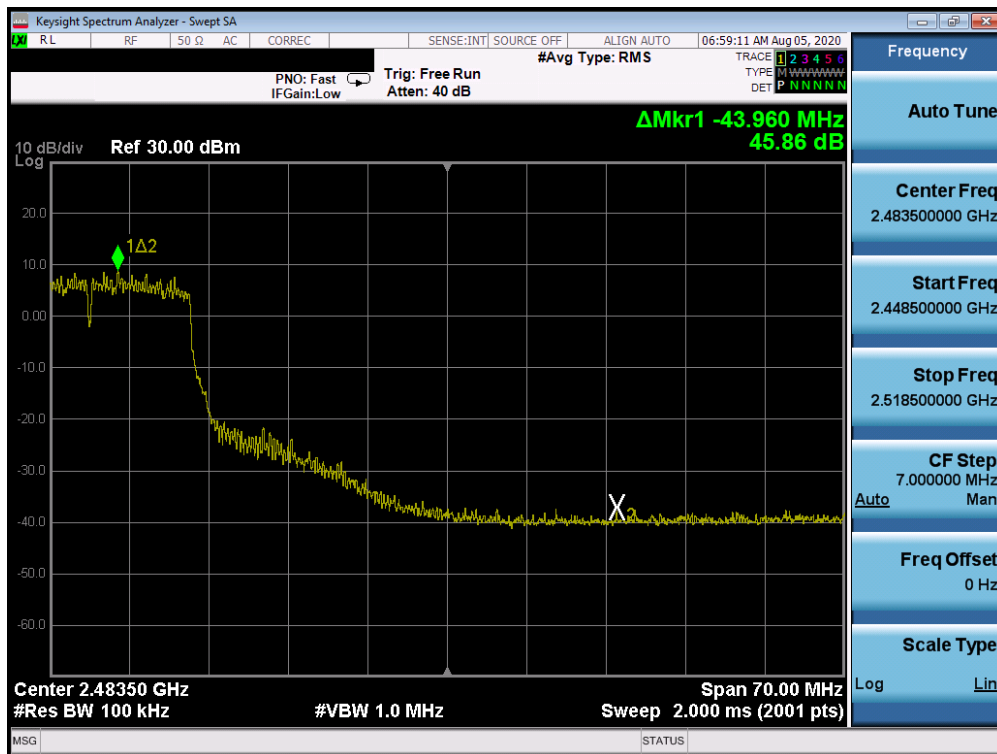 Keysight Spectrum Analyzer - Swept SA
LXI RL RF 50 Ω AC CORREC SENSE:INT SOURCE OFF ALIGN AUTO 06:59:11 AM Aug 05, 2020
#Avg Type: RMS
TRACE 1 2 3 4 5 6
PNO: Fast
Trig: Free Run
TYPE M WWWWW
IFGain:Low
Atten: 40 dB
DET P N N N N N
ΔMkr1 -43.960 MHz
45.86 dB
10 dB/div Ref 30.00 dBm
Log
1Δ2
20.0
10.0
0.00
-10.0
-20.0
-30.0
-40.0
-50.0
-60.0
X
Center 2.48350 GHz Span 70.00 MHz
#Res BW 100 kHz #VBW 1.0 MHz Sweep 2.000 ms (2001 pts)
MSG STATUS
Frequency
Auto Tune
Center Freq
2.483500000 GHz
Start Freq
2.448500000 GHz
Stop Freq
2.518500000 GHz
CF Step
7.000000 MHz
Auto Man
Freq Offset
0 Hz
Scale Type
Log Lin